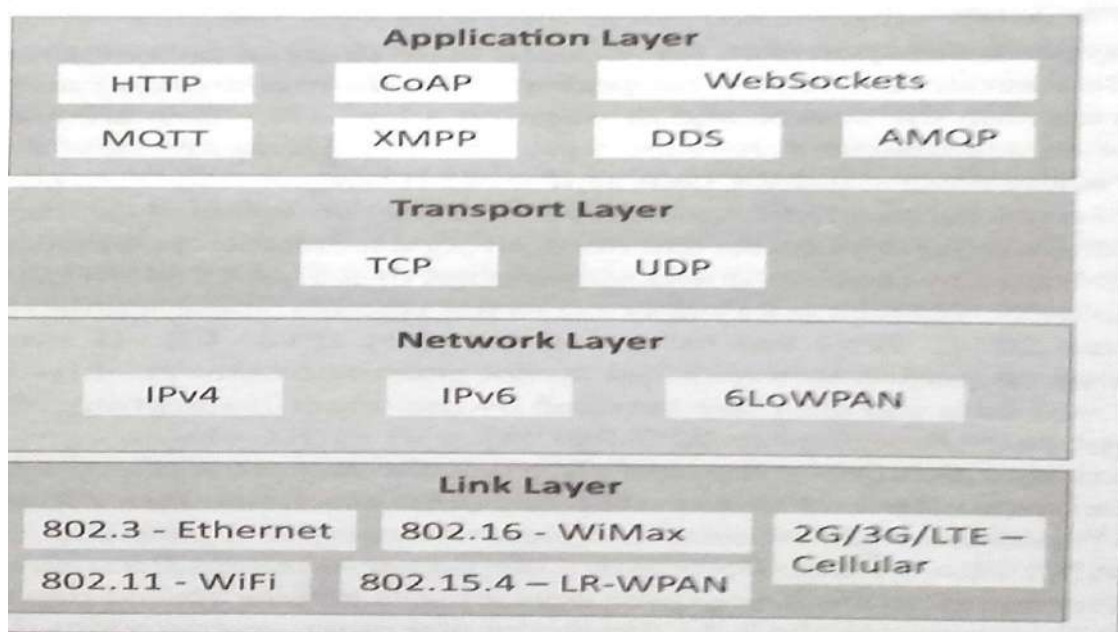 Application Layer
HTTP CoAP WebSockets
MQTT XMPP DDS AMQP
Transport Layer
TCP UDP
Network Layer
IPv4 IPv6 6LoWPAN
Link Layer
802.3 - Ethernet 802.16 - WiMax 2G/3G/LTE – Cellular
802.11 - WiFi 802.15.4 – LR-WPAN